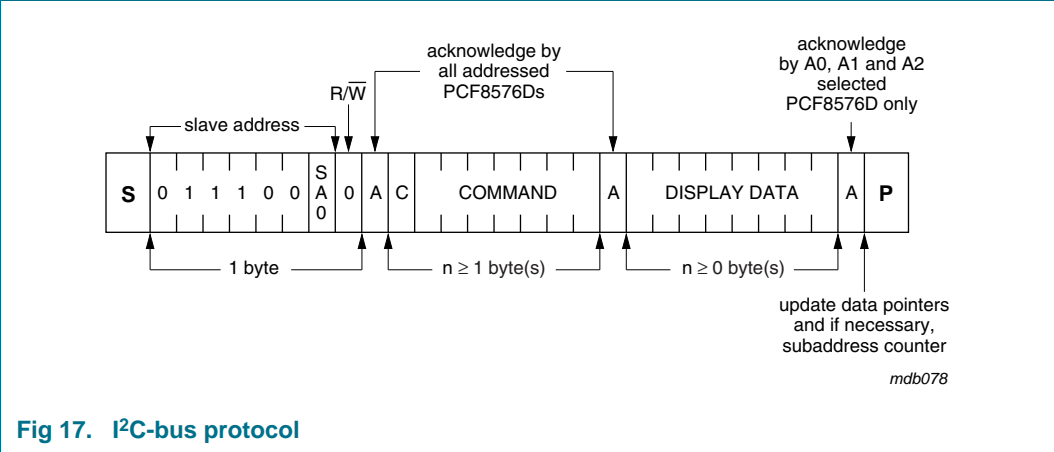 acknowledge by
all addressed
PCF8576Ds
acknowledge
by A0, A1 and A2
selected
PCF8576D only
R/W̅
slave address
S 0 1 1 1 0 0 SA0 0 A C COMMAND A DISPLAY DATA A P
1 byte
n ≥ 1 byte(s)
n ≥ 0 byte(s)
update data pointers
and if necessary,
subaddress counter
mdb078
Fig 17. I²C-bus protocol